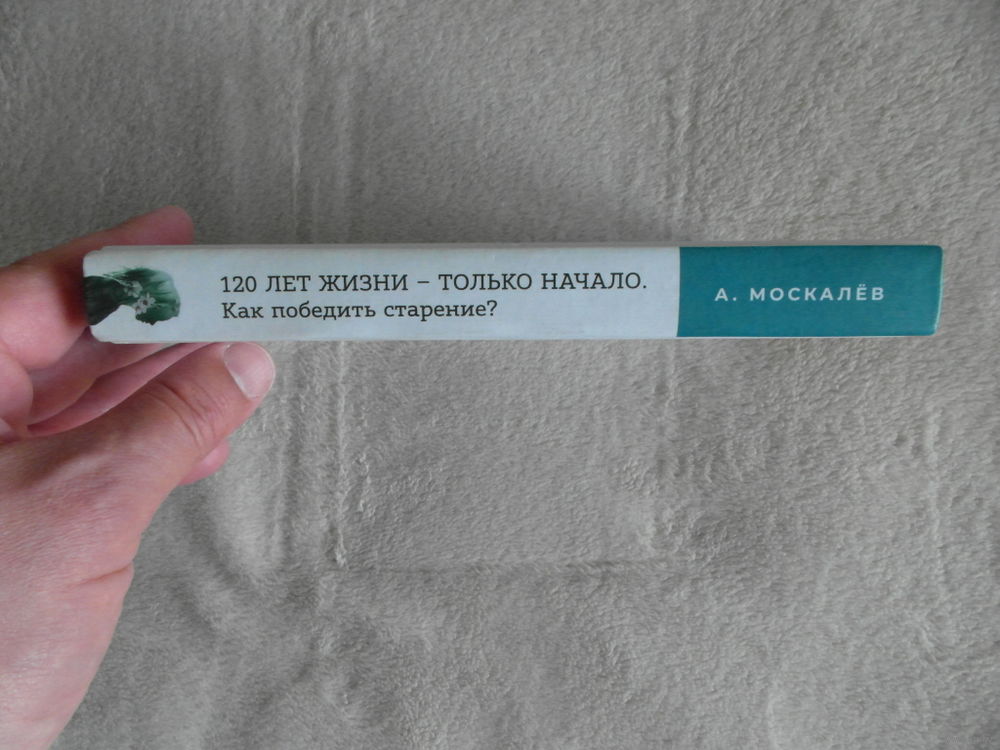 120 ЛЕТ ЖИЗНИ – ТОЛЬКО НАЧАЛО.
Как победить старение?
А. МОСКАЛЁВ